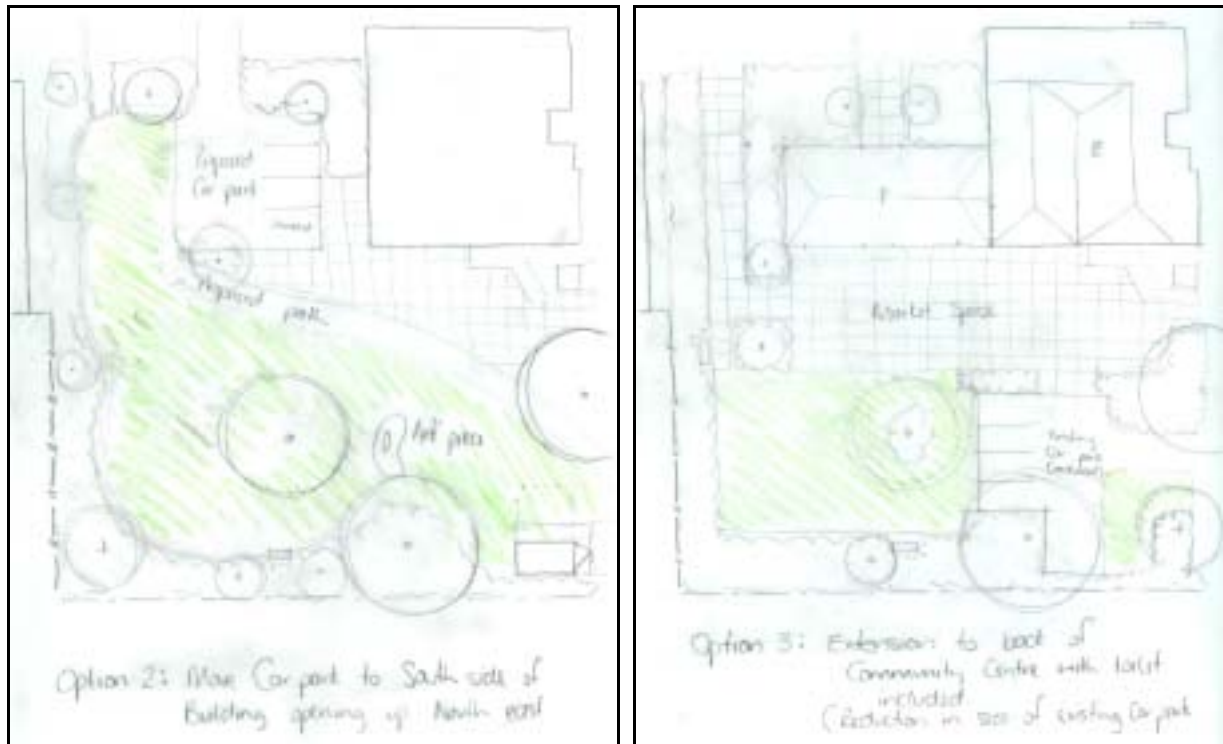 Proposed
Car park
Proposed
path
Art piece
Option 2: Move Car park to South side of
Building opening up North east
E
F
Market Space
Existing
Car park
Option 3: Extension to back of
Community Centre with toilet
included
(Reduction in size of existing Car park